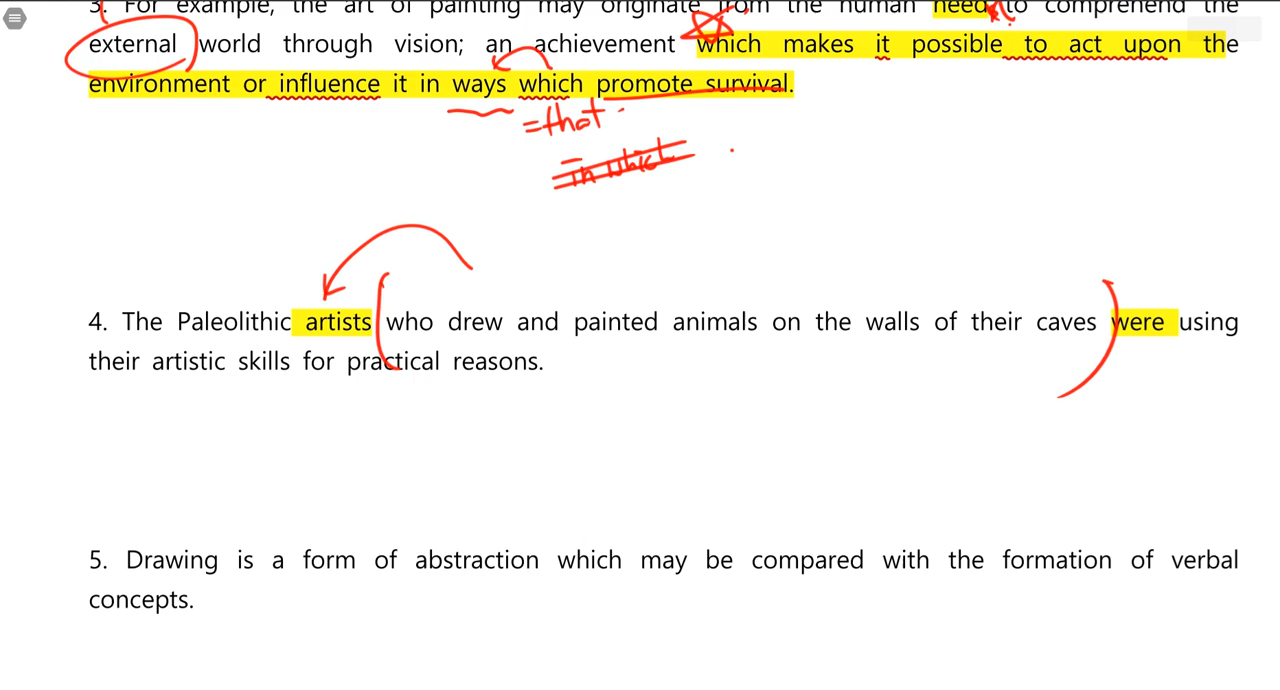 3. For example, the art of painting may originate from the human need to comprehend the
external world through vision; an achievement which makes it possible to act upon the
environment or influence it in ways which promote survival.
=that
in which
4. The Paleolithic artists who drew and painted animals on the walls of their caves were using
their artistic skills for practical reasons.
5. Drawing is a form of abstraction which may be compared with the formation of verbal
concepts.